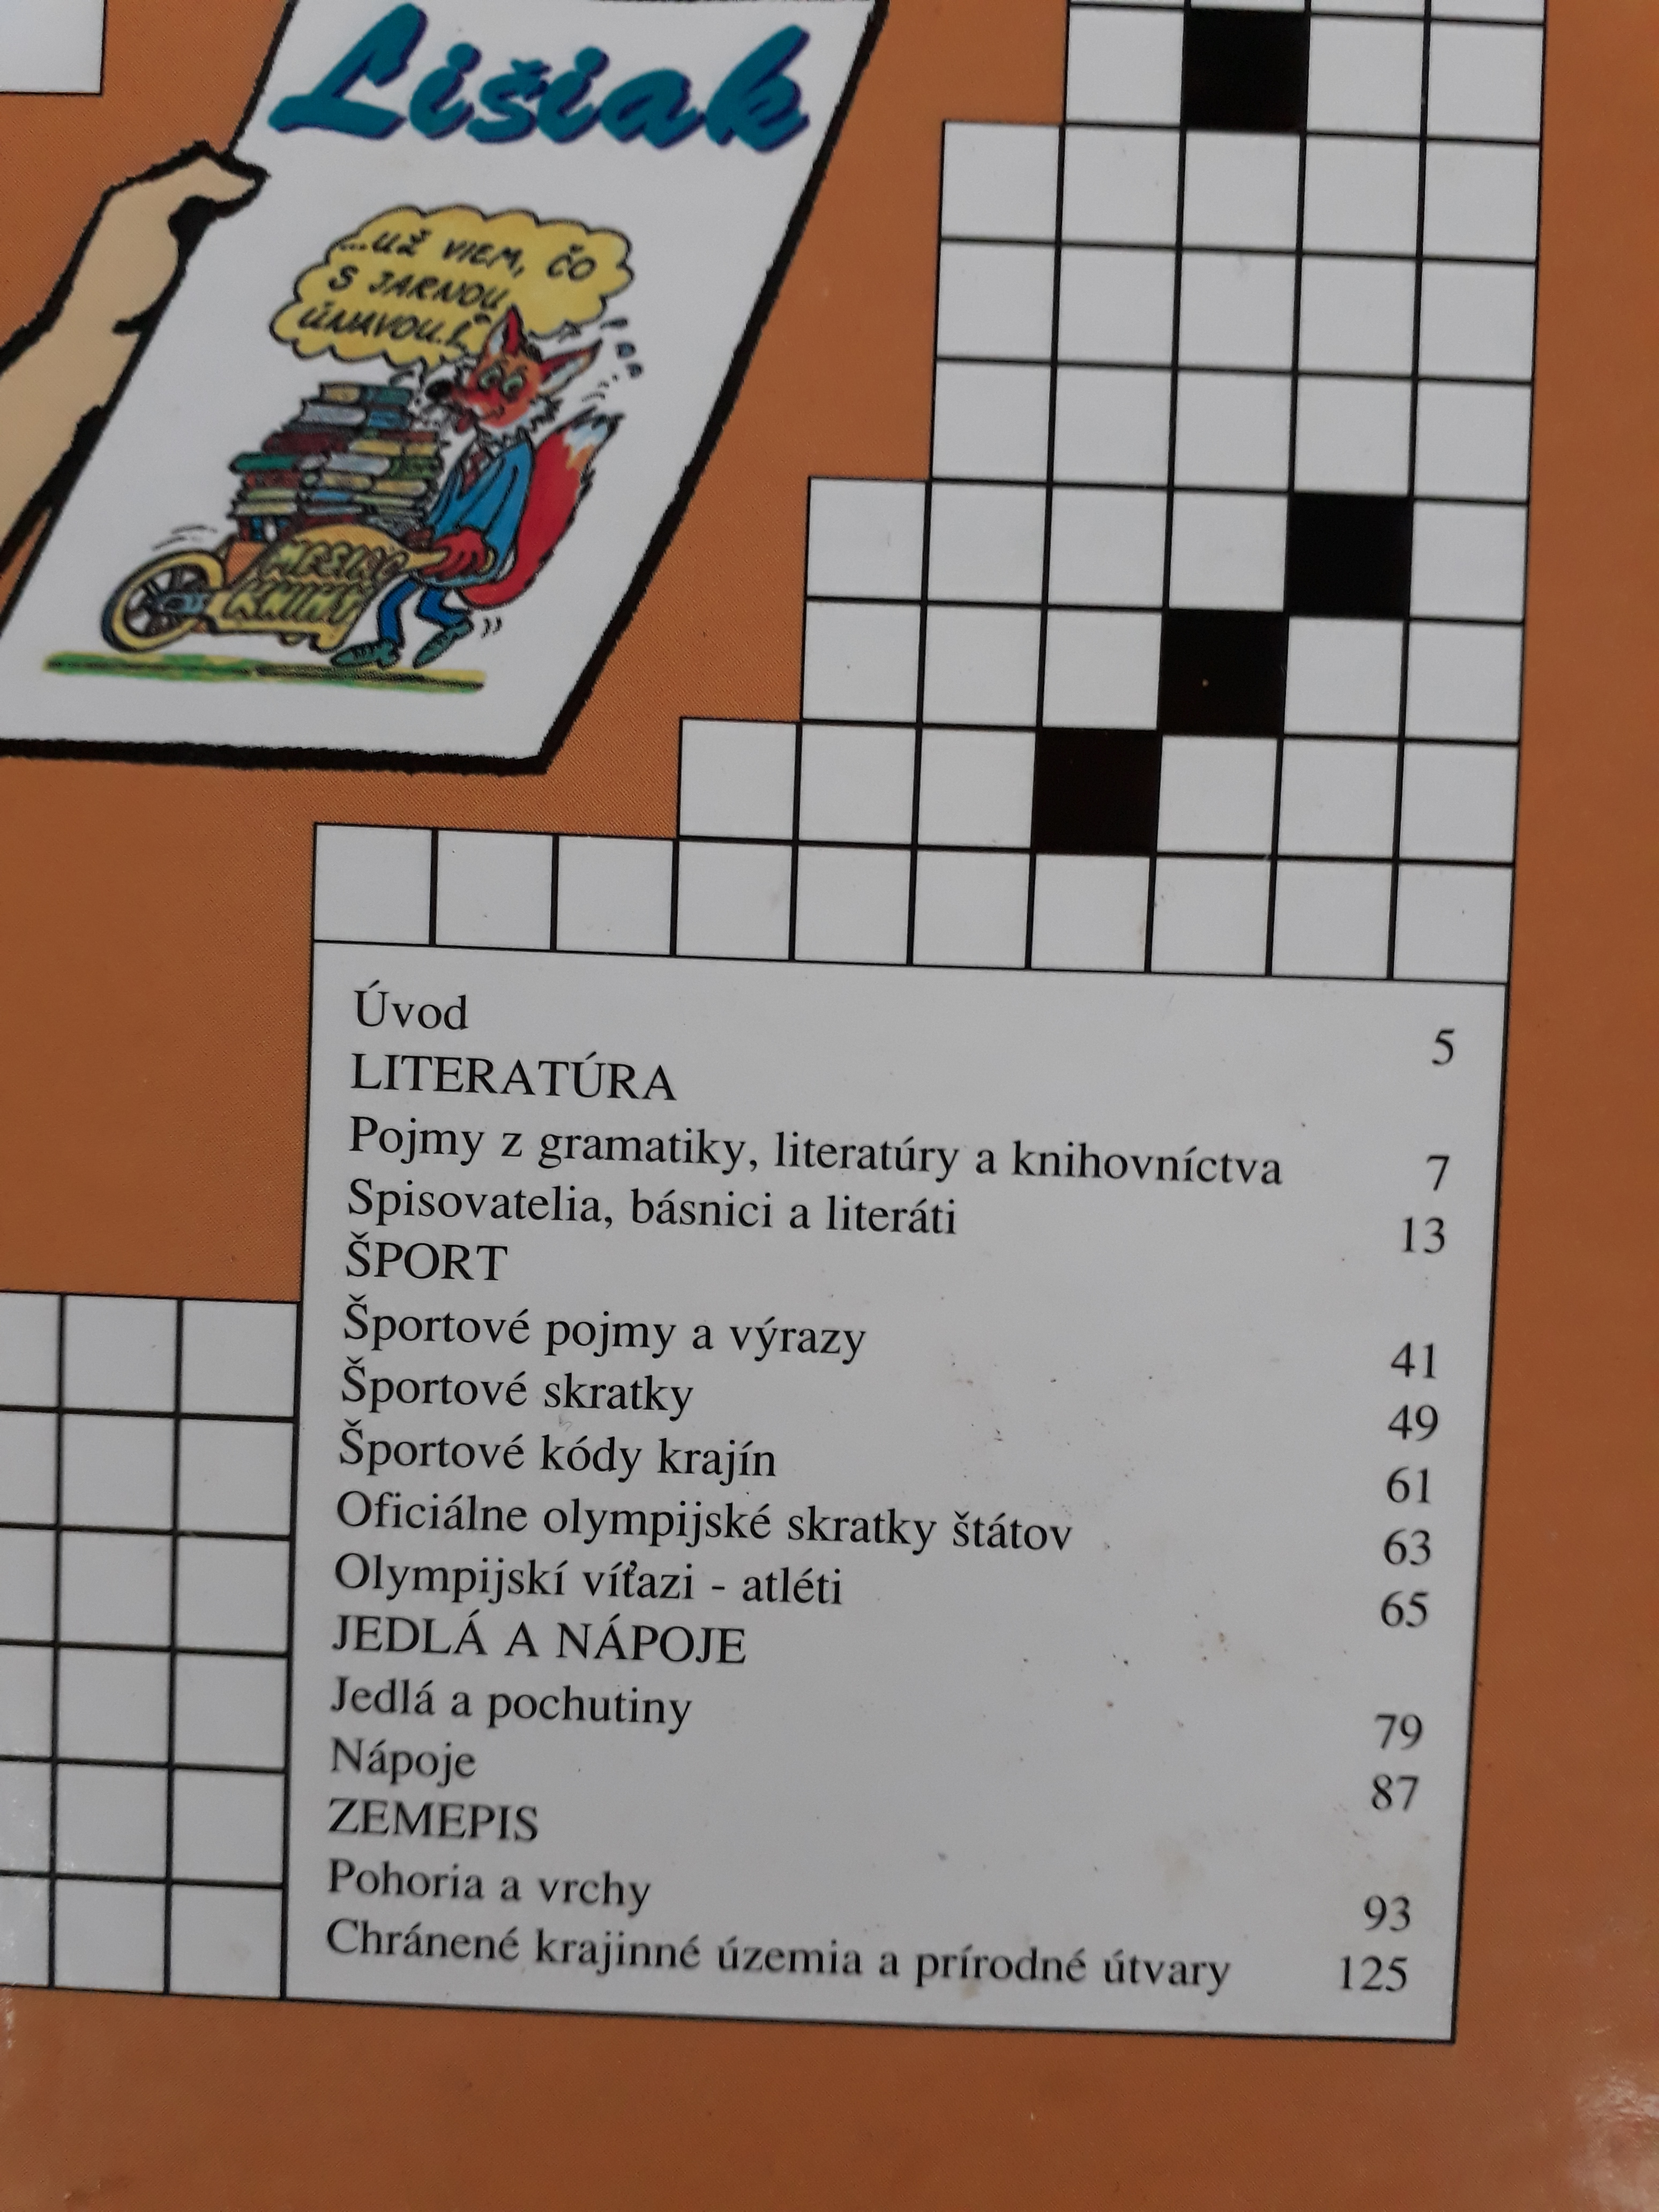 Lišiak
...UŽ VIEM, ČO
S JARNOU
ÚNAVOU.!
MESIAC
KNIHY
Úvod 5
LITERATÚRA
Pojmy z gramatiky, literatúry a knihovníctva 7
Spisovatelia, básnici a literáti 13
ŠPORT
Športové pojmy a výrazy 41
Športové skratky 49
Športové kódy krajín 61
Oficiálne olympijské skratky štátov 63
Olympijskí víťazi - atléti 65
JEDLÁ A NÁPOJE
Jedlá a pochutiny 79
Nápoje 87
ZEMEPIS
Pohoria a vrchy 93
Chránené krajinné územia a prírodné útvary 125